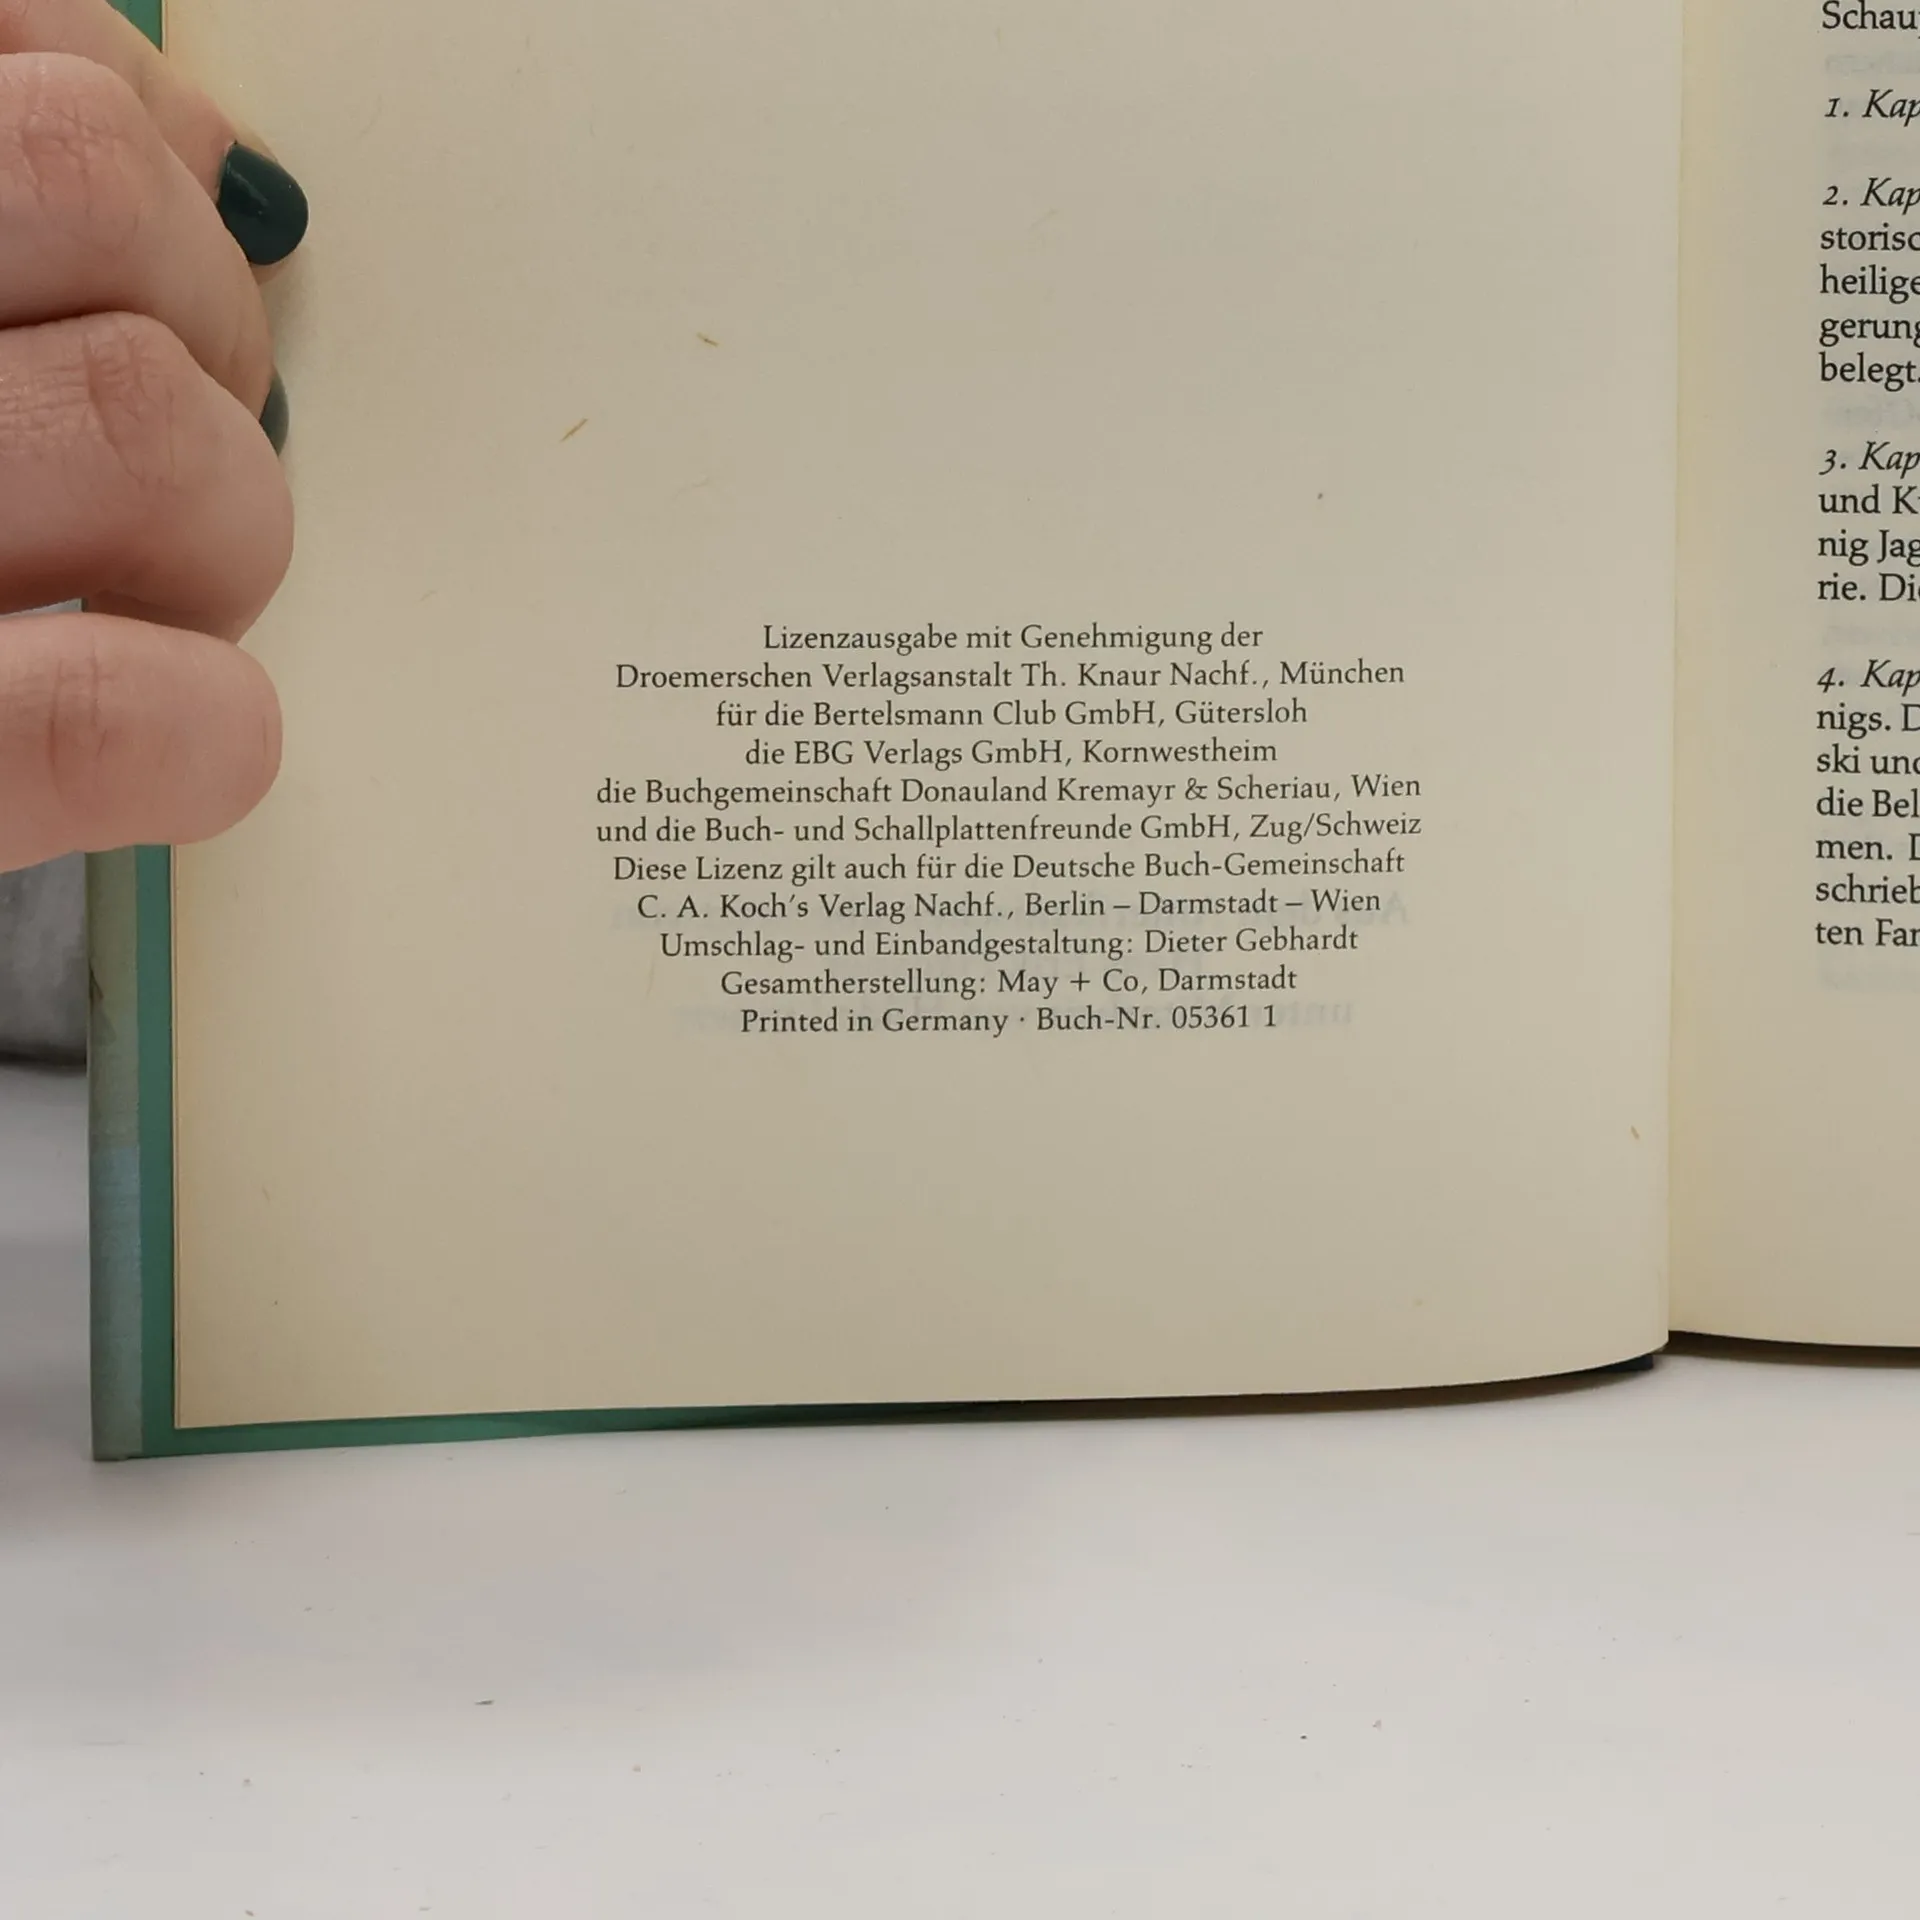 Lizenzausgabe mit Genehmigung der
Droemerschen Verlagsanstalt Th. Knaur Nachf., München
für die Bertelsmann Club GmbH, Gütersloh
die EBG Verlags GmbH, Kornwestheim
die Buchgemeinschaft Donauland Kremayr & Scheriau, Wien
und die Buch- und Schallplattenfreunde GmbH, Zug/Schweiz
Diese Lizenz gilt auch für die Deutsche Buch-Gemeinschaft
C. A. Koch's Verlag Nachf., Berlin – Darmstadt – Wien
Umschlag- und Einbandgestaltung: Dieter Gebhardt
Gesamtherstellung: May + Co, Darmstadt
Printed in Germany · Buch-Nr. 05361 1
Schau
1. Kap
2. Kap
storisc
heilige
gerung
belegt.
3. Kap
und K
nig Jag
rie. Die
4. Kap
nigs. D
ski und
die Bel
men. D
schrieb
ten Far